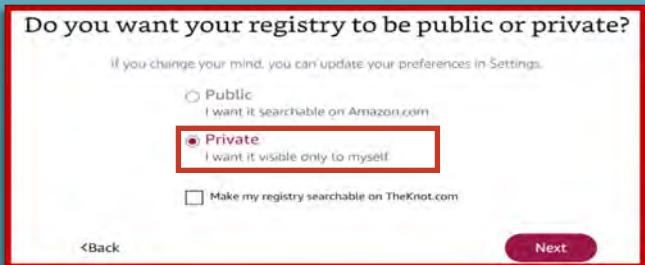 Do you want your registry to be public or private?
If you change your mind, you can update your preferences in Settings.
Public
I want it searchable on Amazon.com
Private
I want it visible only to myself
Make my registry searchable on TheKnot.com
<Back
Next